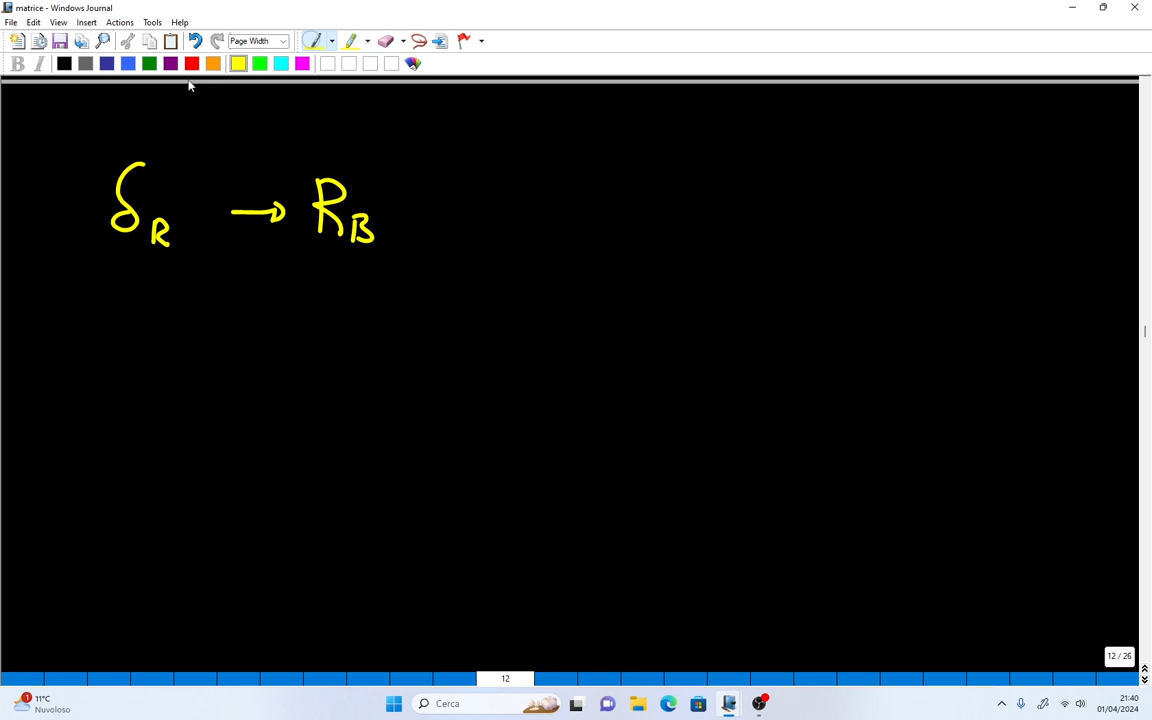 matrice - Windows Journal
File Edit View Insert Actions Tools Help
Page Width
B I
δ_R → R_B
12 / 26
12
1
11°C
Nuvoloso
Cerca
21:40
01/04/2024